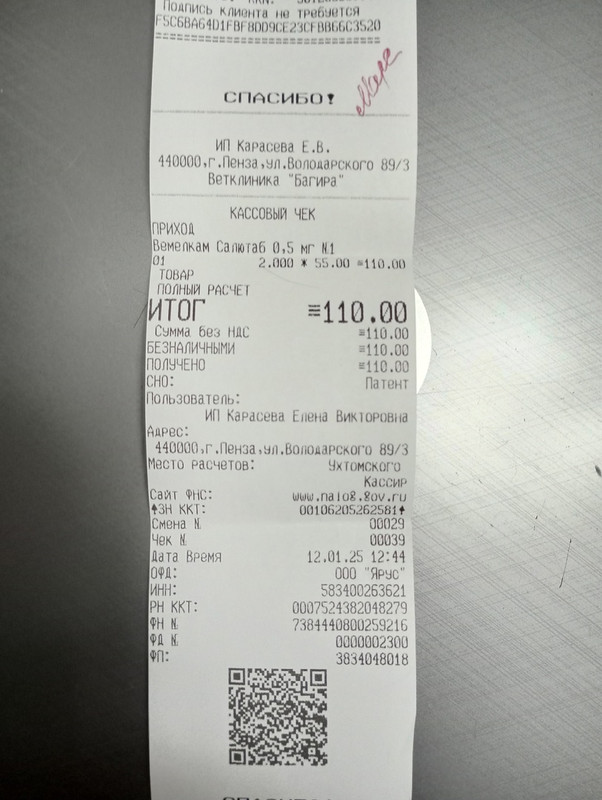 Подпись клиента не требуется
F5C6BA64D1FBF8DD9CE23CFBB66C3520
================================
СПАСИБО!
ИП Карасева Е.В.
440000,г.Пенза,ул.Володарского 89/3
Ветклиника "Багира"
КАССОВЫЙ ЧЕК
ПРИХОД
Вемелкам Салютаб 0,5 мг N1
01 2.000 * 55.00 =110.00
ТОВАР
ПОЛНЫЙ РАСЧЕТ
ИТОГ =110.00
Сумма без НДС =110.00
БЕЗНАЛИЧНЫМИ =110.00
ПОЛУЧЕНО =110.00
СНО: Патент
Пользователь:
ИП Карасева Елена Викторовна
Адрес:
440000,г.Пенза,ул.Володарского 89/3
Место расчетов: Ухтомского
Кассир
Сайт ФНС: www.nalog.gov.ru
↑ЗН ККТ: 00106205262581↑
Смена N 00029
Чек N 00039
Дата Время 12.01.25 12:44
ОФД: ООО "Ярус"
ИНН: 583400263621
РН ККТ: 0007524382048279
ФН N 7384440800259216
ФД N 0000002300
ФП: 3834048018